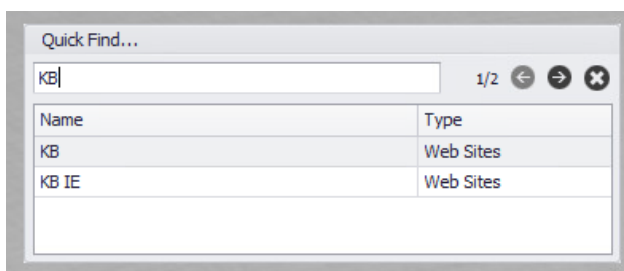 Quick Find...
KB 1/2
Name Type
KB Web Sites
KB IE Web Sites